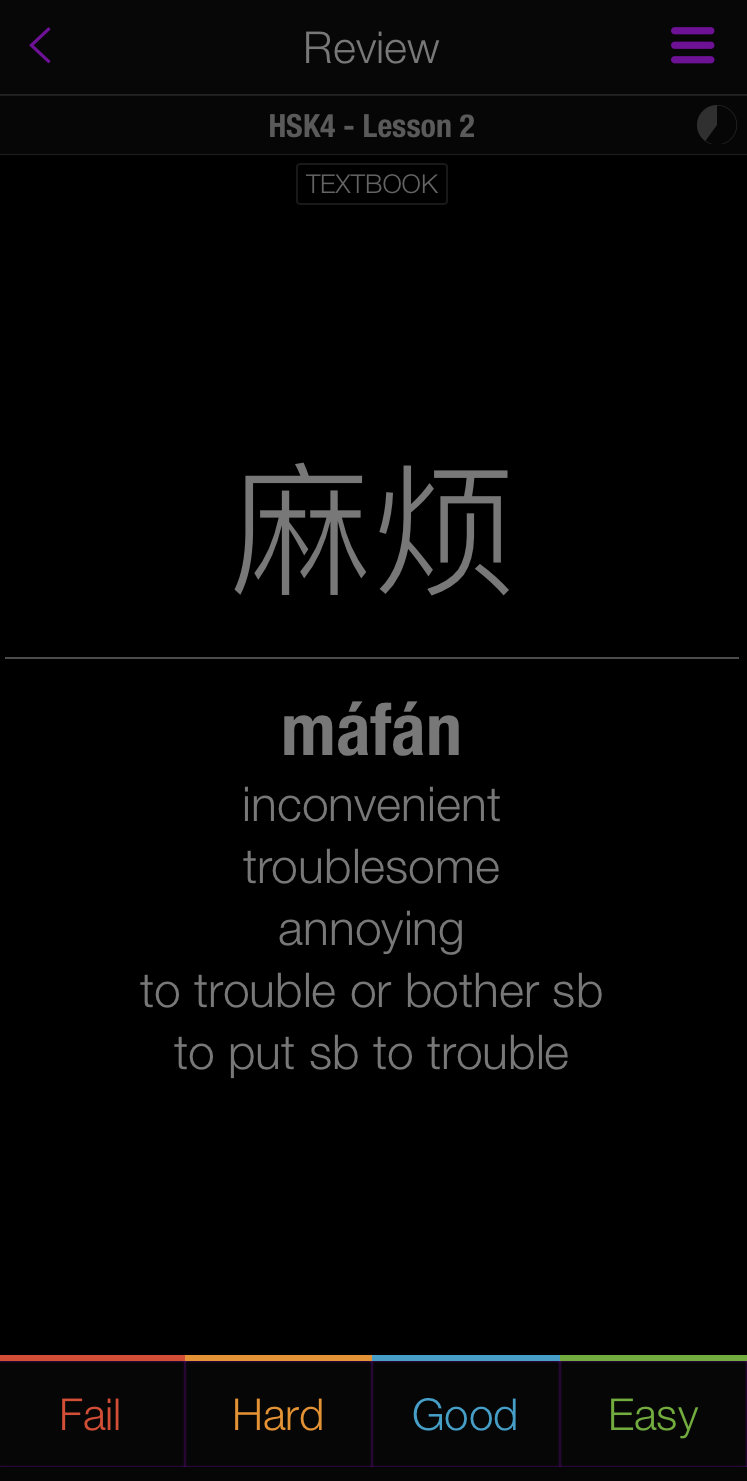 Review
HSK4 - Lesson 2
TEXTBOOK
麻烦
máfán
inconvenient
troublesome
annoying
to trouble or bother sb
to put sb to trouble
Fail Hard Good Easy